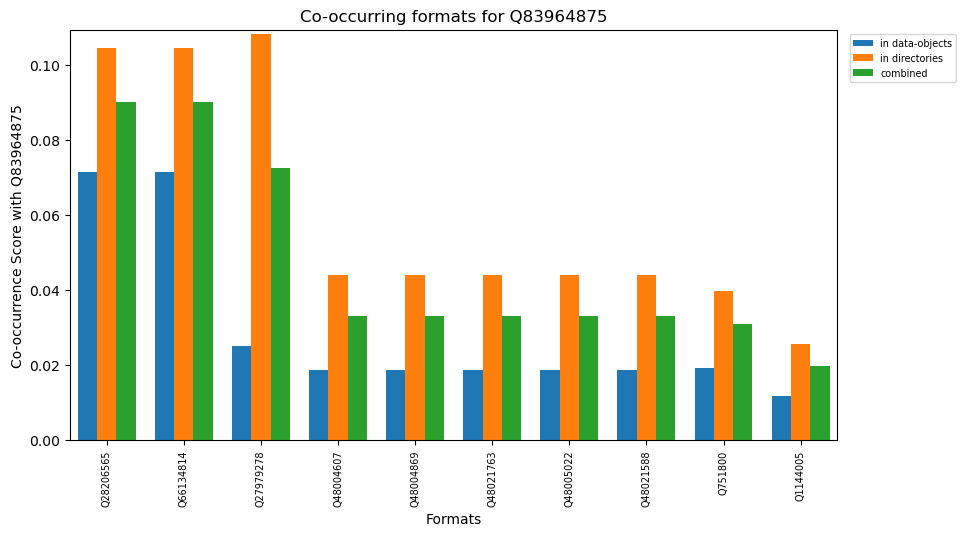 Co-occurring formats for Q83964875
in data-objects
in directories
combined
Co-occurrence Score with Q83964875
0.10
0.08
0.06
0.04
0.02
0.00
Q28206565
Q66134814
Q27979278
Q48004607
Q48004869
Q48021763
Q48005022
Q48021588
Q751800
Q1144005
Formats